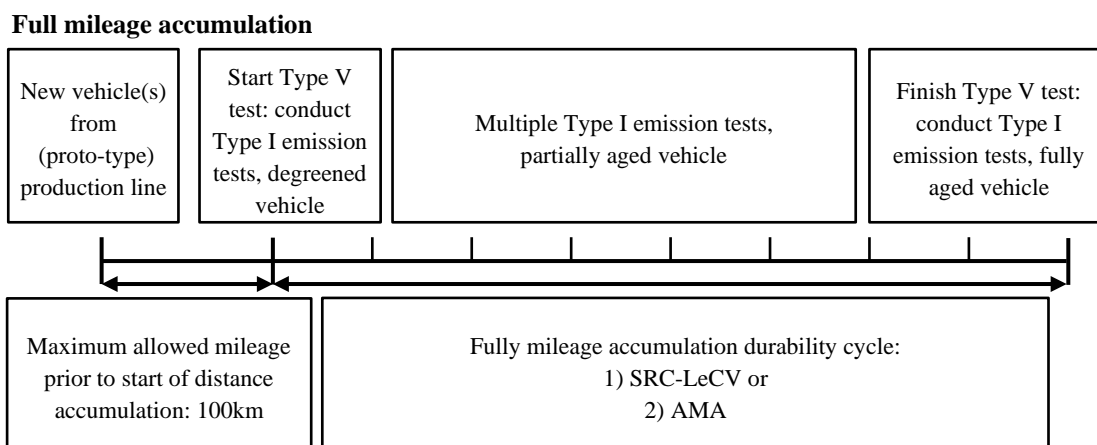 Full mileage accumulation
New vehicle(s)
from
(proto-type)
production line
Start Type V
test: conduct
Type I emission
tests, degreened
vehicle
Multiple Type I emission tests,
partially aged vehicle
Finish Type V test:
conduct Type I
emission tests, fully
aged vehicle
Maximum allowed mileage
prior to start of distance
accumulation: 100km
Fully mileage accumulation durability cycle:
1) SRC-LeCV or
2) AMA